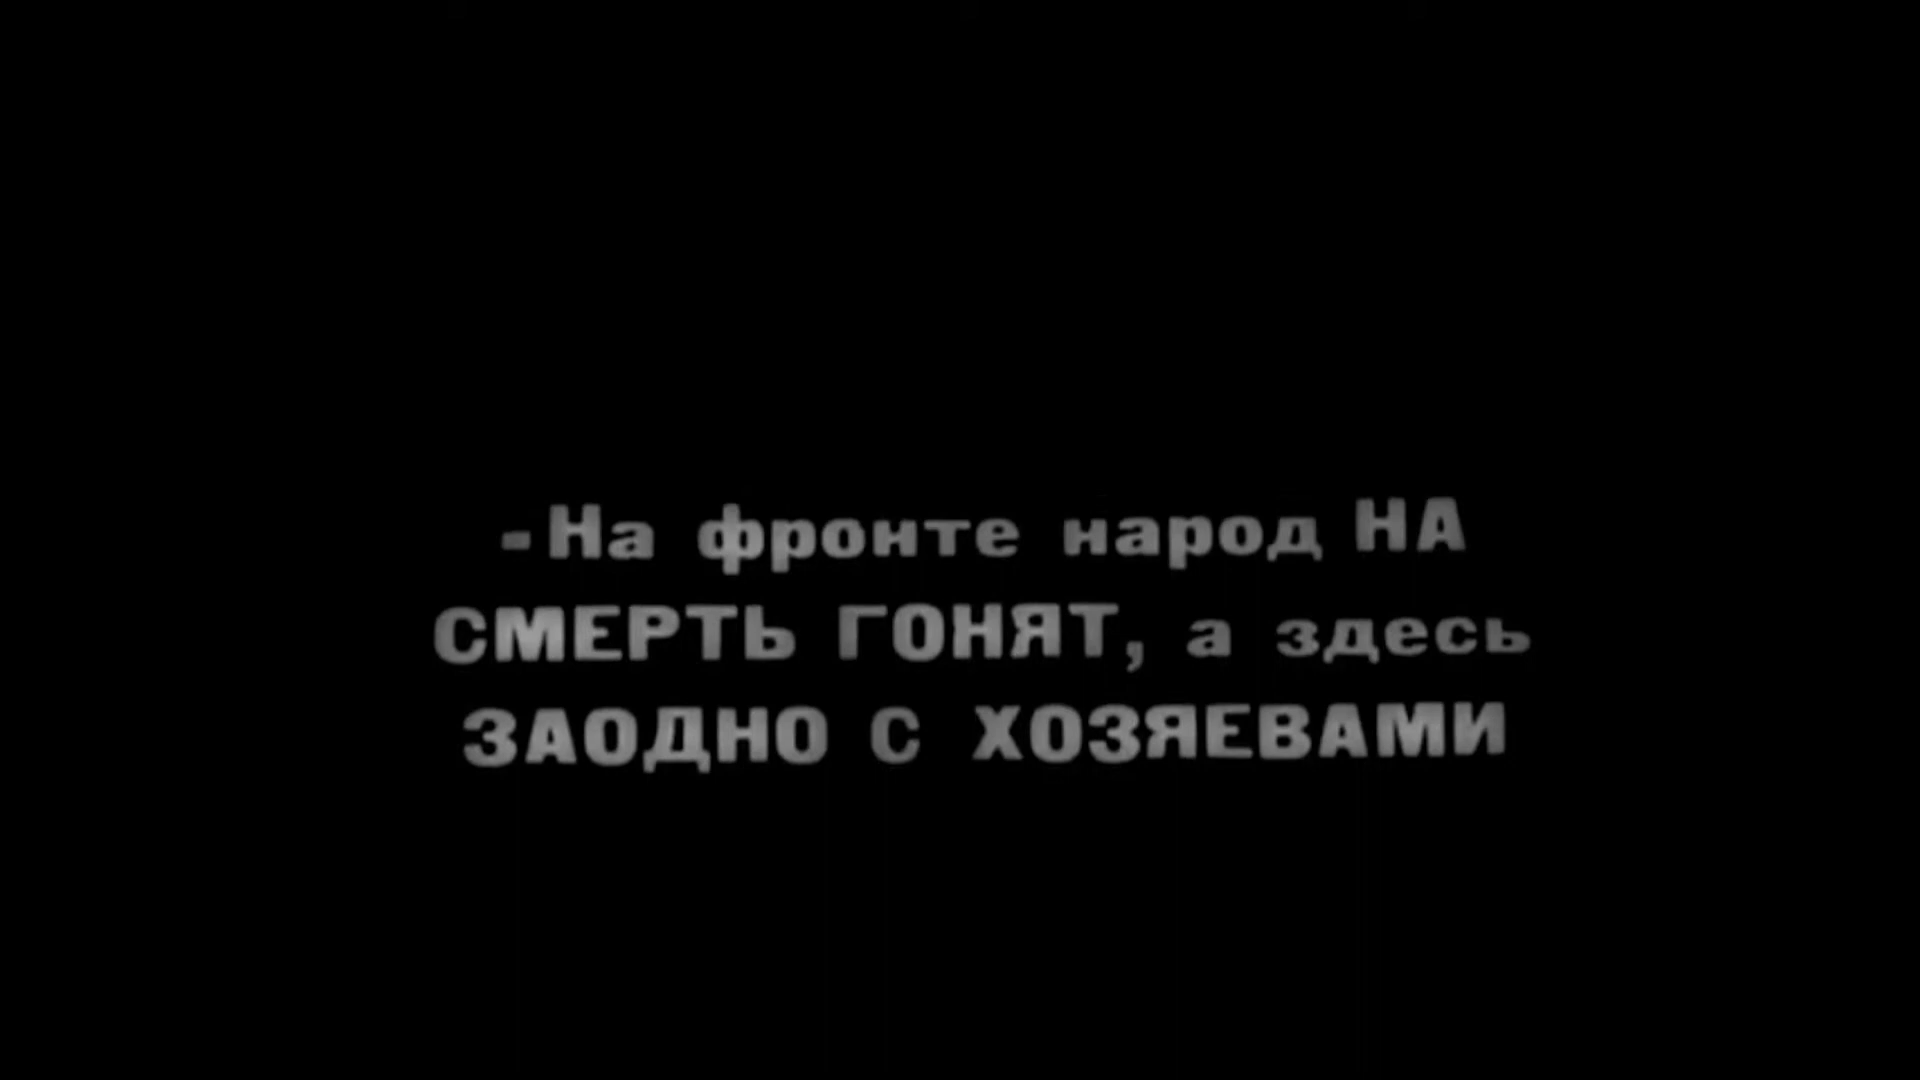 -На фронте народ НА
СМЕРТЬ ГОНЯТ, а здесь
ЗАОДНО С ХОЗЯЕВАМИ